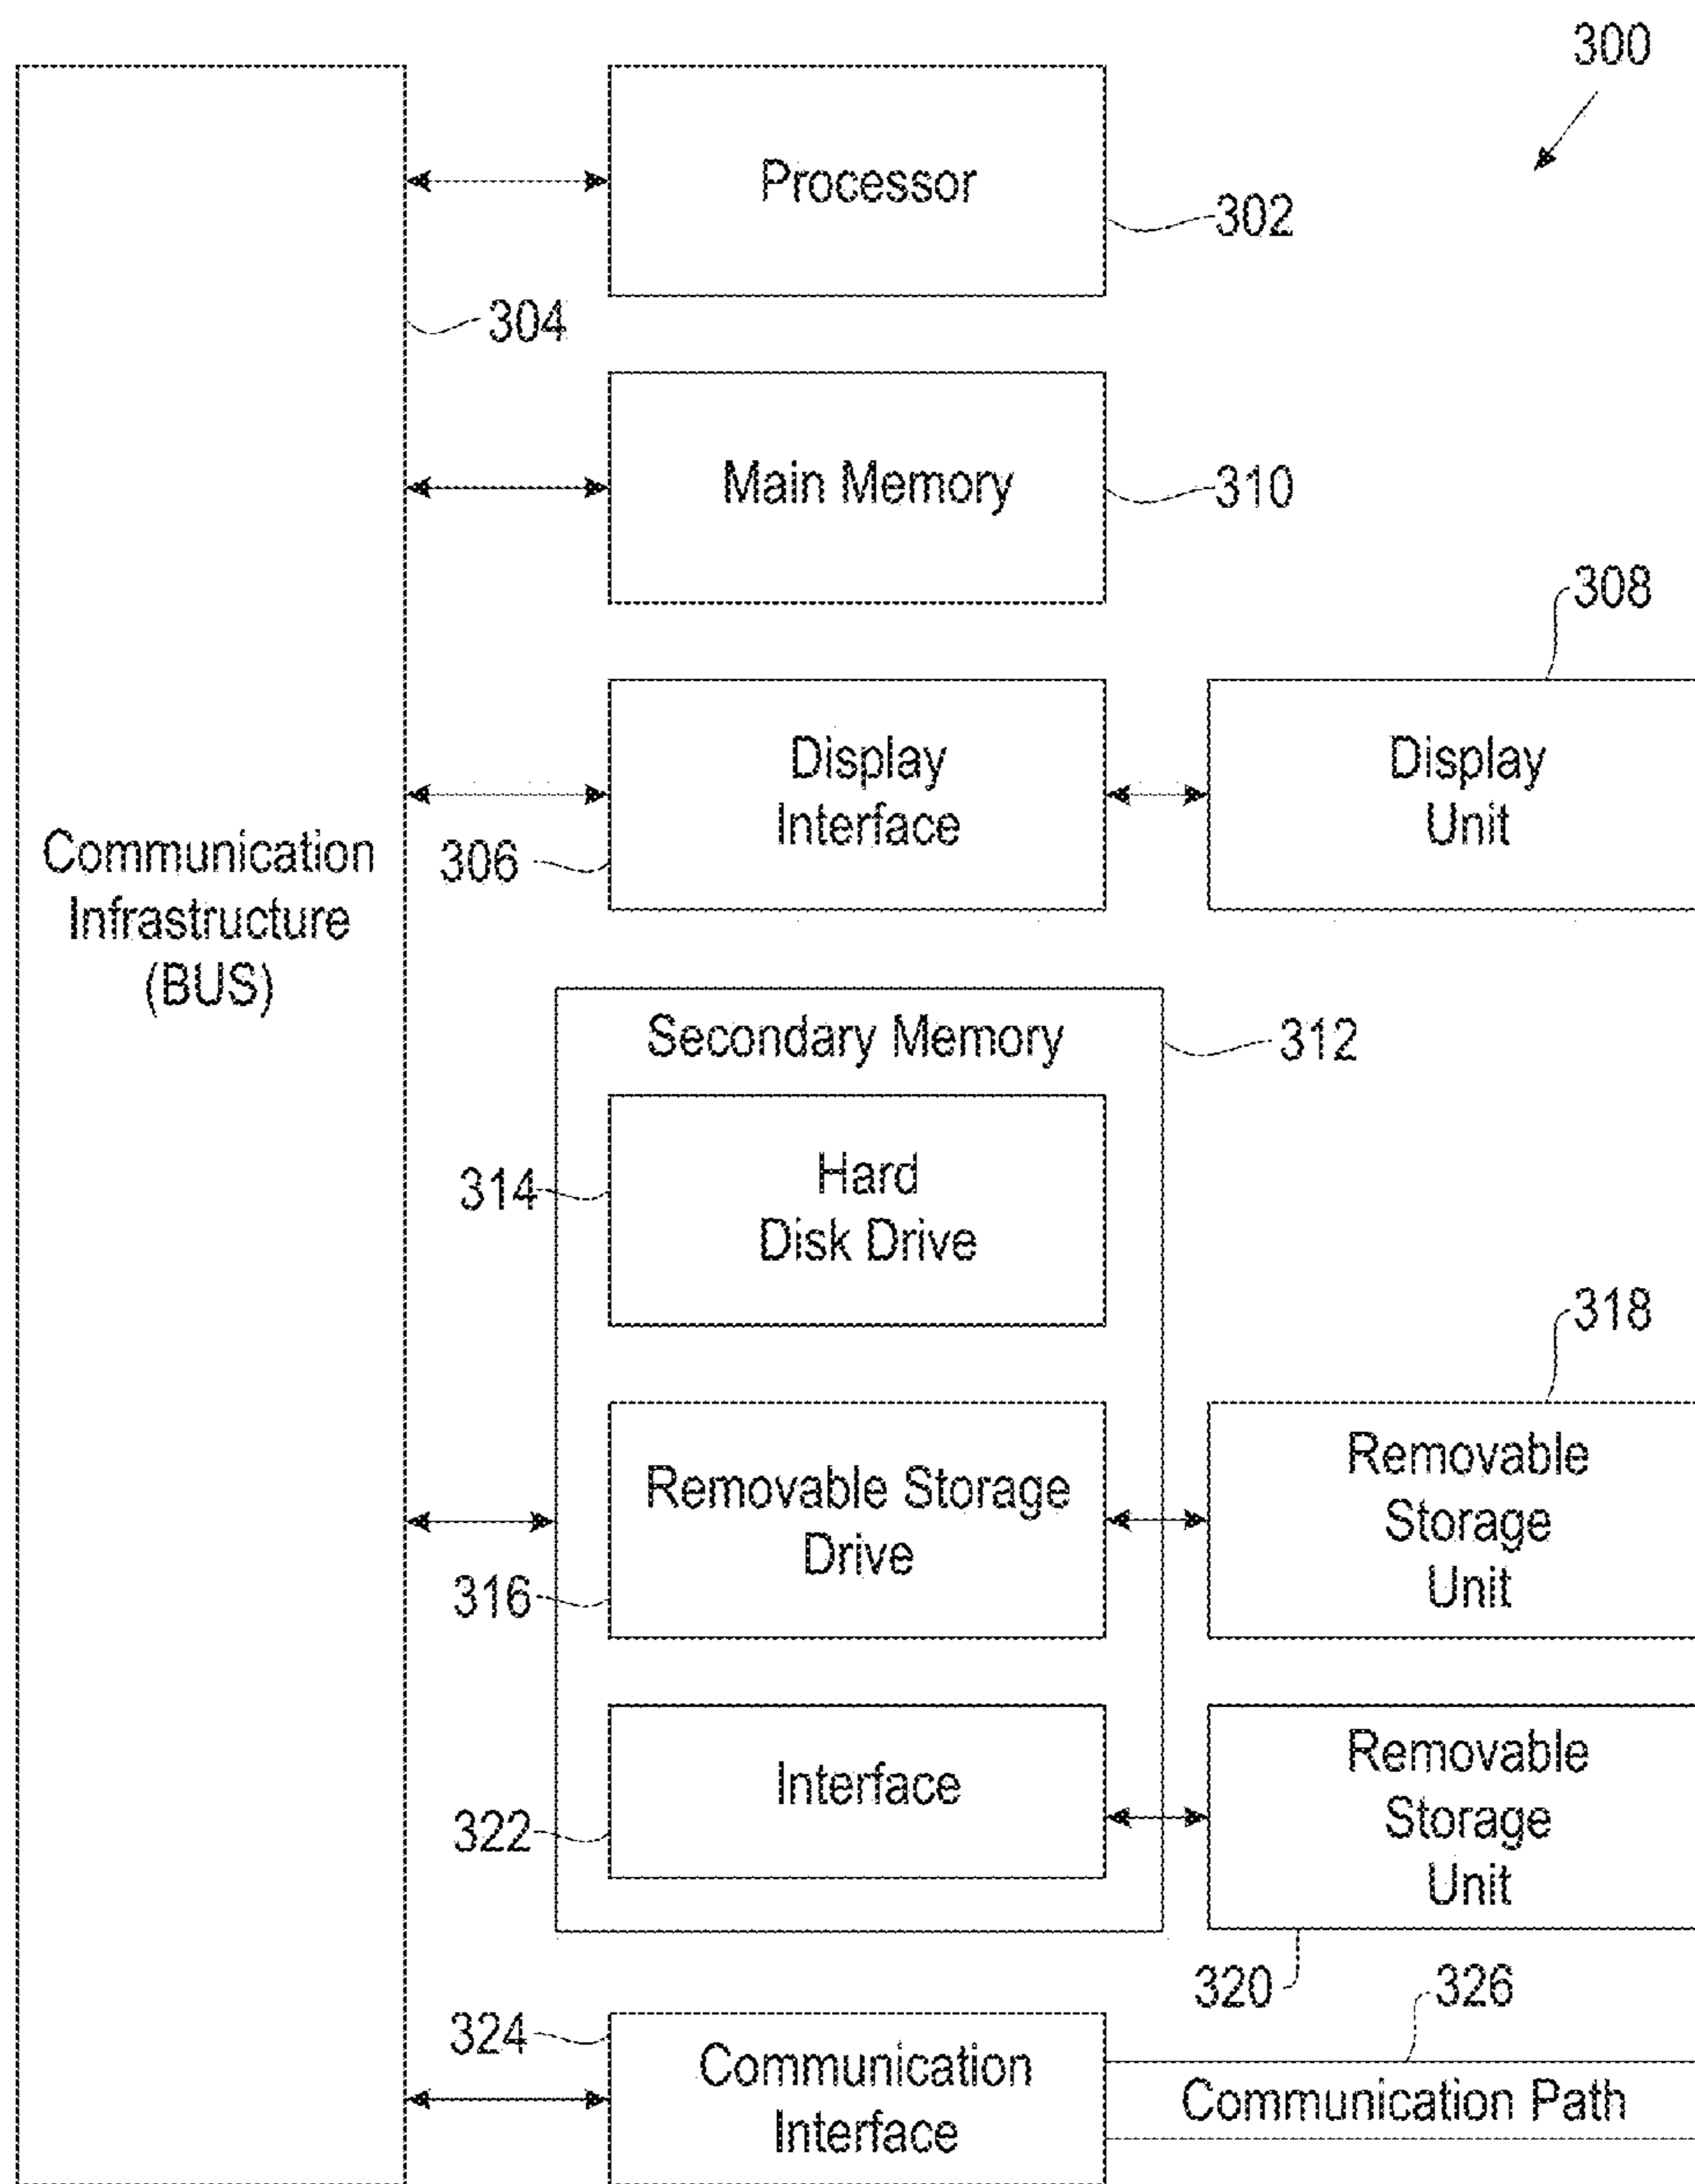 300
Processor
302
304
Main Memory
310
308
Display
Interface
306
Display
Unit
Communication
Infrastructure
(BUS)
Secondary Memory
312
314
Hard
Disk Drive
318
Removable Storage
Drive
316
Removable
Storage
Unit
Interface
322
Removable
Storage
Unit
320
326
324
Communication
Interface
Communication Path